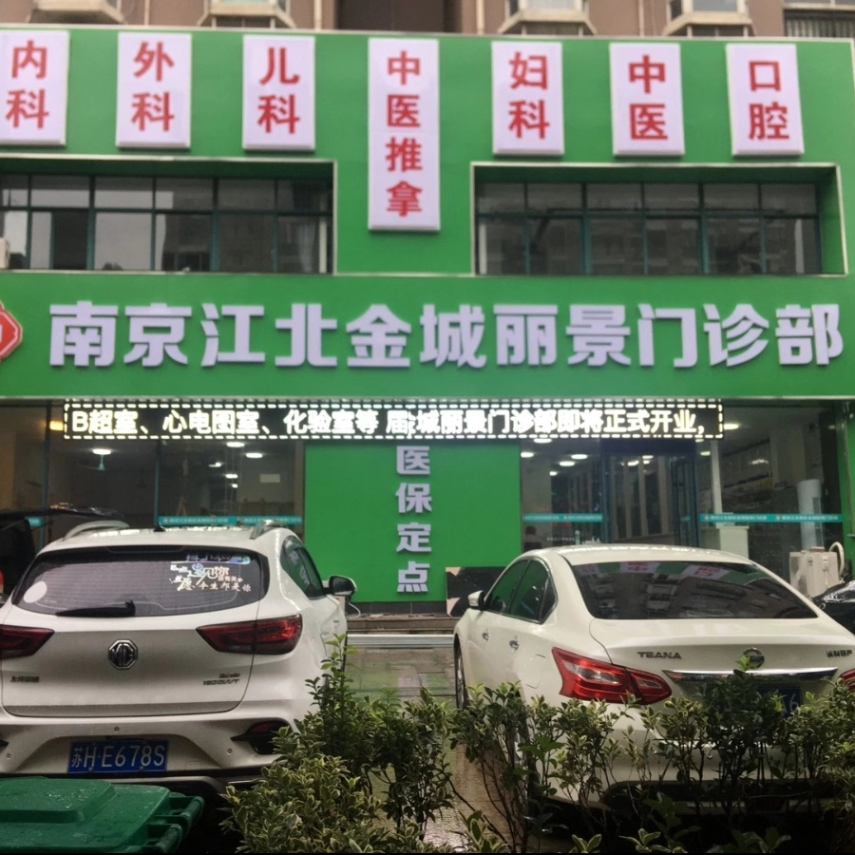 内科
外科
儿科
中医推拿
妇科
中医
口腔
南京江北金城丽景门诊部
B超室、心电图室、化验室等 届:城丽景门诊部即将正式开业,
医保定点
TEANA
苏H·E678S